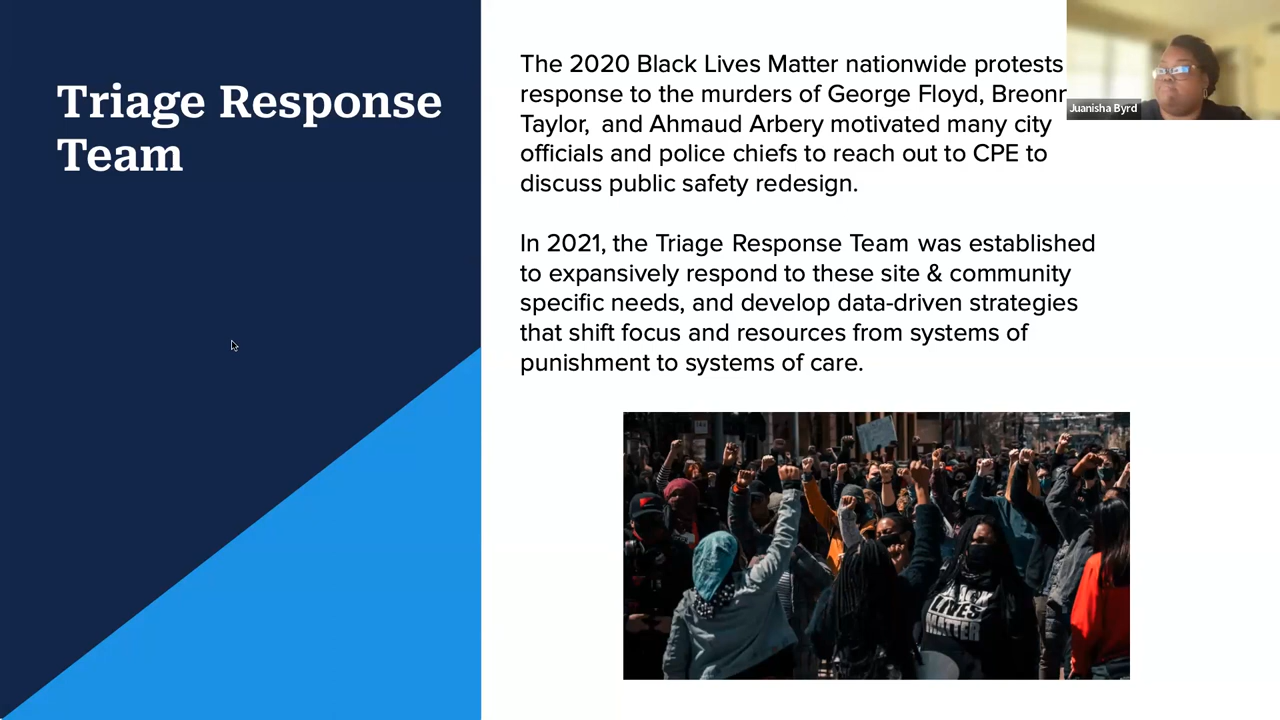 Triage Response
Team
The 2020 Black Lives Matter nationwide protests
response to the murders of George Floyd,
Taylor, and Ahmaud Arbery motivated many city
officials and police chiefs to reach out to CPE to
discuss public safety redesign.
In 2021, the Triage Response Team was established
to expansively respond to these site & community
specific needs, and develop data-driven strategies
that shift focus and resources from systems of
punishment to systems of care.
Juanisha Byrd
LIVES
MATTER